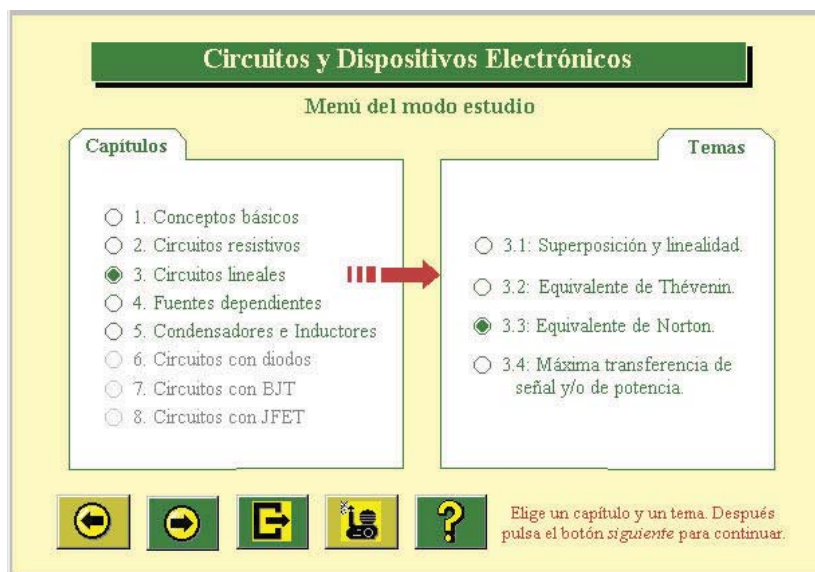 Circuitos y Dispositivos Electrónicos
Menú del modo estudio
Capítulos
1. Conceptos básicos
2. Circuitos resistivos
3. Circuitos lineales
4. Fuentes dependientes
5. Condensadores e Inductores
6. Circuitos con diodos
7. Circuitos con BJT
8. Circuitos con JFET
Temas
3.1: Superposición y linealidad.
3.2: Equivalente de Thévenin.
3.3: Equivalente de Norton.
3.4: Máxima transferencia de
señal y/o de potencia.
Elige un capítulo y un tema. Después
pulsa el botón siguiente para continuar.